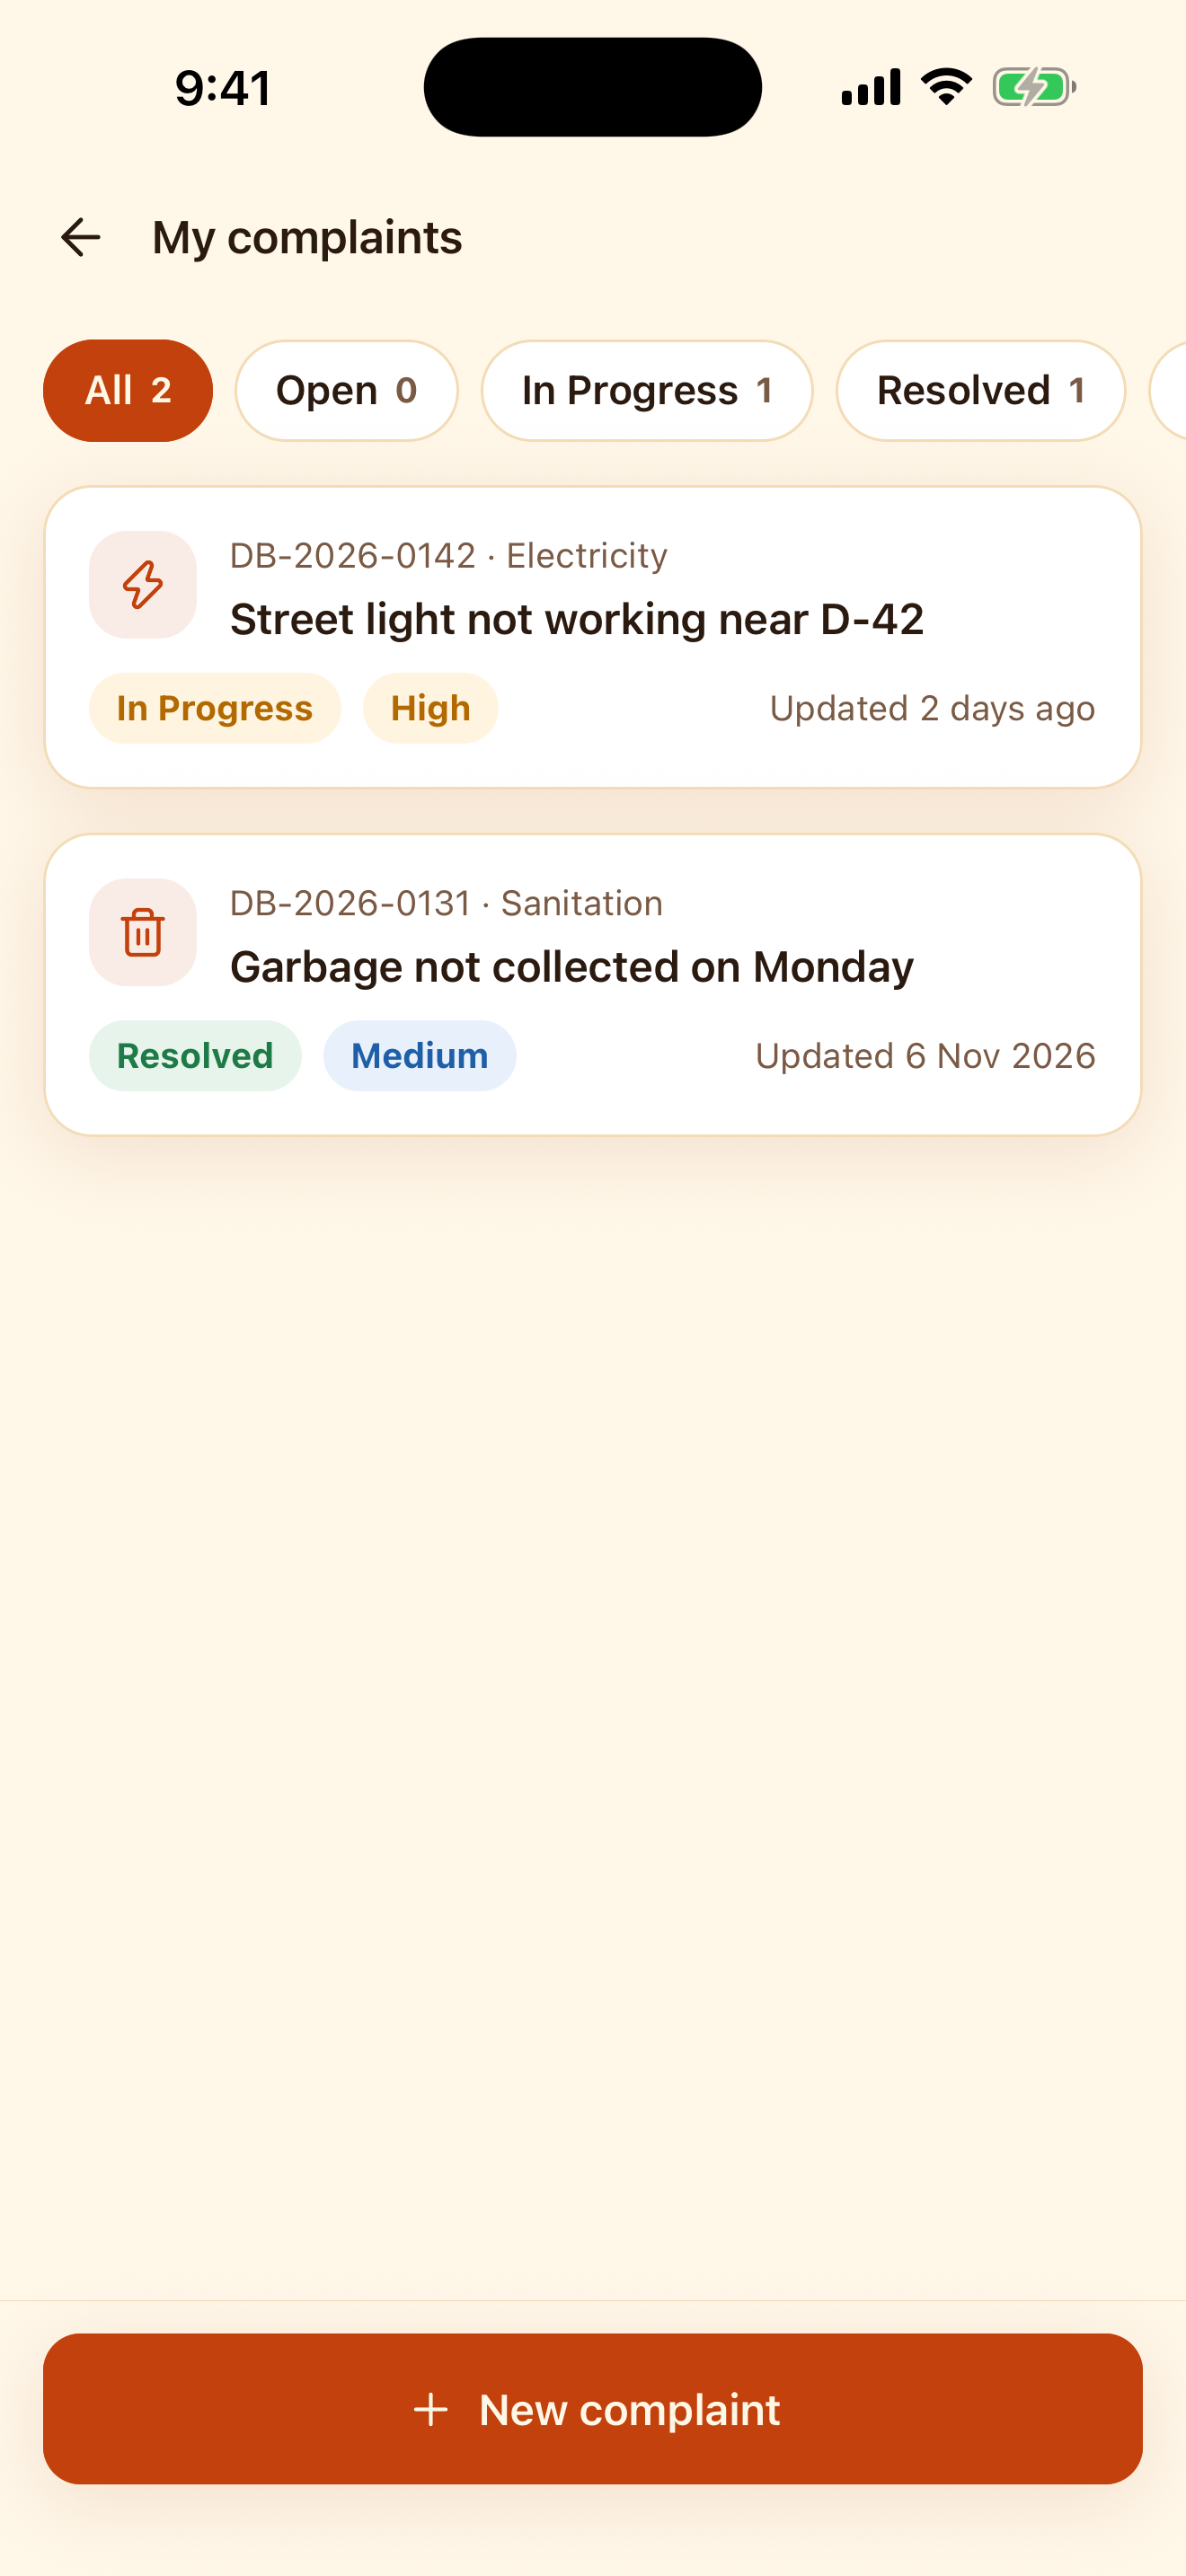 9:41
My complaints
All 2
Open 0
In Progress 1
Resolved 1
DB-2026-0142 · Electricity
Street light not working near D-42
In Progress
High
Updated 2 days ago
DB-2026-0131 · Sanitation
Garbage not collected on Monday
Resolved
Medium
Updated 6 Nov 2026
New complaint